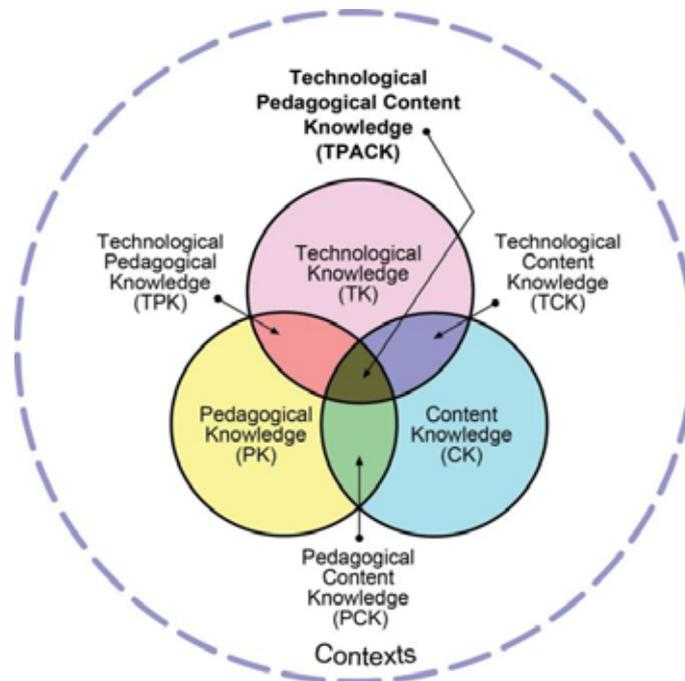 Technological
Pedagogical Content
Knowledge
(TPACK)
Technological
Pedagogical
Knowledge
(TPK)
Technological
Knowledge
(TK)
Technological
Content
Knowledge
(TCK)
Pedagogical
Knowledge
(PK)
Content
Knowledge
(CK)
Pedagogical
Content
Knowledge
(PCK)
Contexts